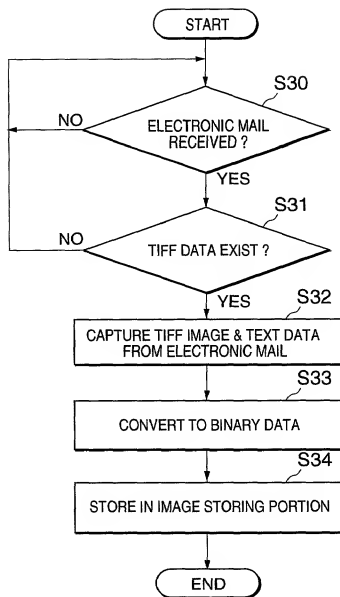 START
S30
ELECTRONIC MAIL
RECEIVED ?
NO
YES
S31
TIFF DATA EXIST ?
NO
YES
S32
CAPTURE TIFF IMAGE & TEXT DATA
FROM ELECTRONIC MAIL
S33
CONVERT TO BINARY DATA
S34
STORE IN IMAGE STORING PORTION
END